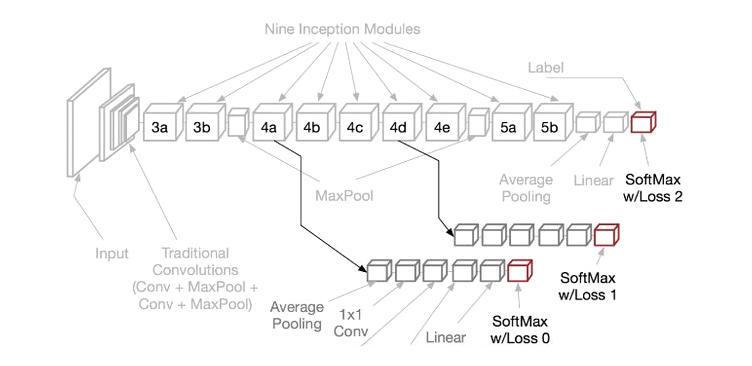 Nine Inception Modules
Label
3a
3b
4a
4b
4c
4d
4e
5a
5b
MaxPool
Average
Pooling
Linear
SoftMax
w/Loss 2
Input
Traditional
Convolutions
(Conv + MaxPool +
Conv + MaxPool)
SoftMax
w/Loss 1
Average
Pooling
1x1
Conv
Linear
SoftMax
w/Loss 0